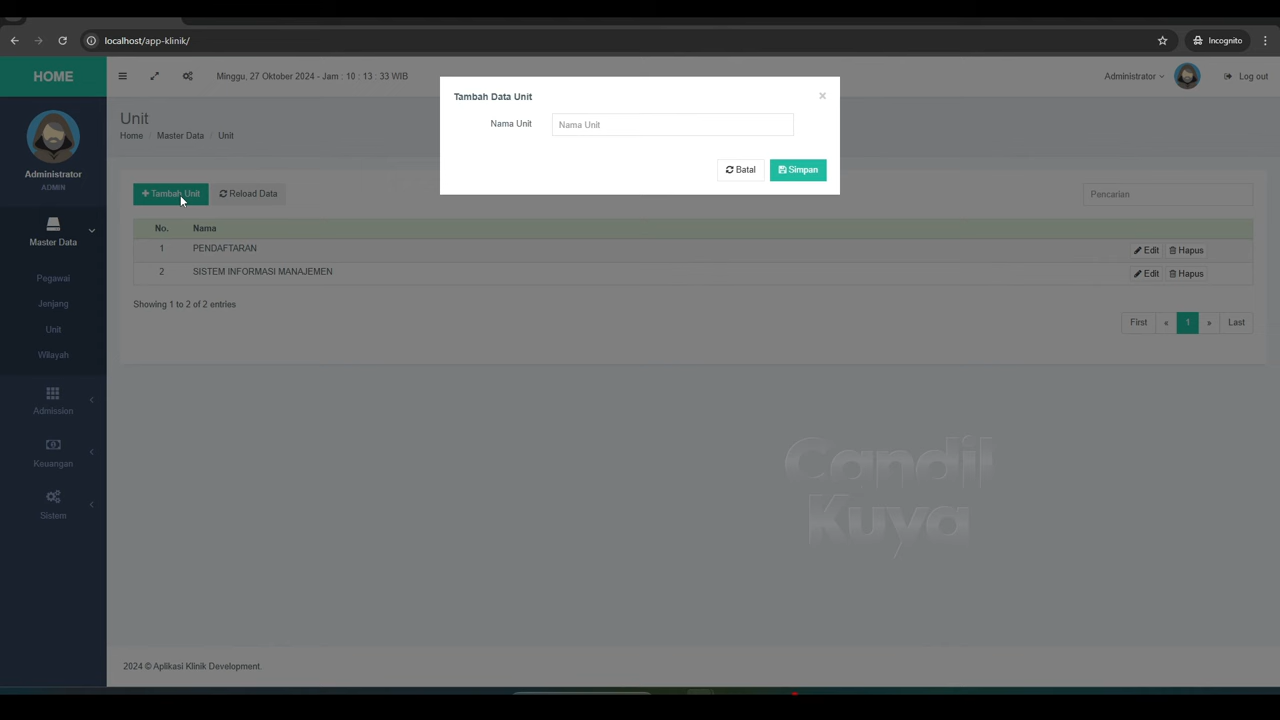 localhost/app-klinik/
Incognito
HOME
Minggu, 27 Oktober 2024 - Jam : 10 : 13 : 33 WIB
Administrator
Log out
Tambah Data Unit
×
Nama Unit
Nama Unit
Batal
Simpan
Unit
Home / Master Data / Unit
Administrator
ADMIN
Tambah Unit
Reload Data
Pencarian
No. Nama
1 PENDAFTARAN Edit Hapus
2 SISTEM INFORMASI MANAJEMEN Edit Hapus
Showing 1 to 2 of 2 entries
First « 1 » Last
Master Data
Pegawai
Jenjang
Unit
Wilayah
Admission
Keuangan
Sistem
Candil
Kuya
2024 © Aplikasi Klinik Development